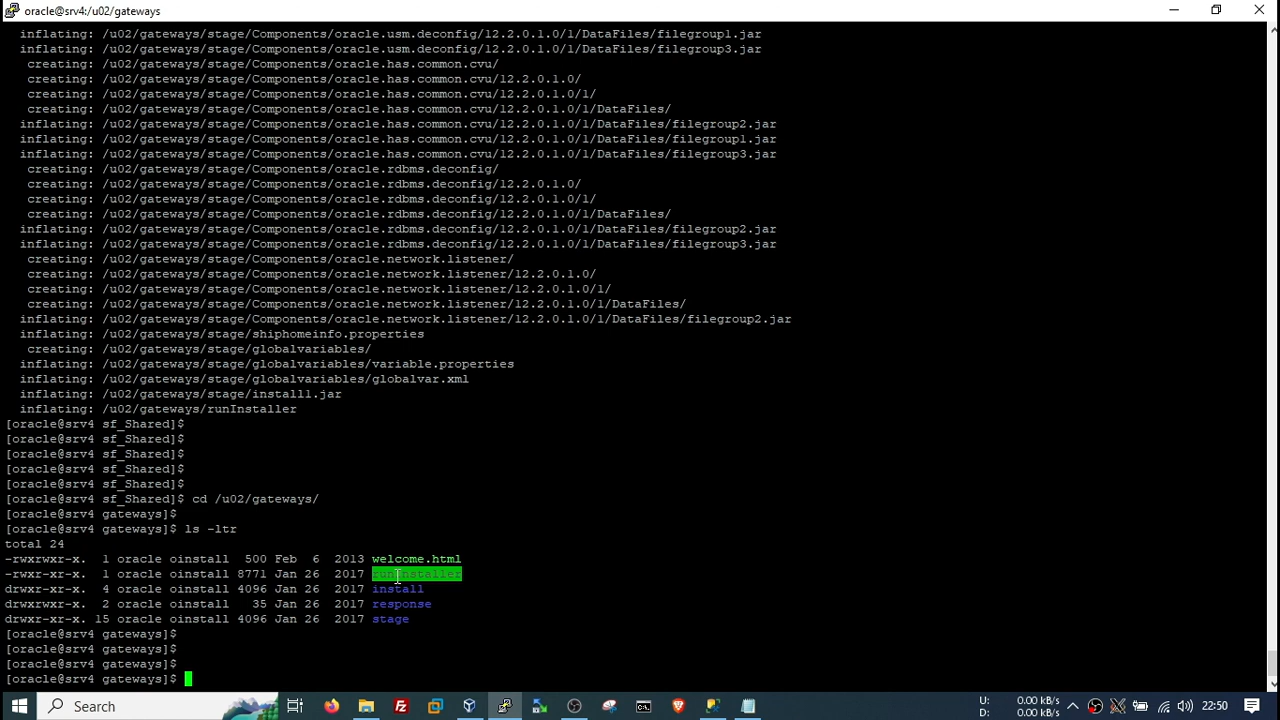 oracle@srv4:/u02/gateways
inflating: /u02/gateways/stage/Components/oracle.usm.deconfig/12.2.0.1.0/1/DataFiles/filegroup1.jar
inflating: /u02/gateways/stage/Components/oracle.usm.deconfig/12.2.0.1.0/1/DataFiles/filegroup3.jar
creating: /u02/gateways/stage/Components/oracle.has.common.cvu/
creating: /u02/gateways/stage/Components/oracle.has.common.cvu/12.2.0.1.0/
creating: /u02/gateways/stage/Components/oracle.has.common.cvu/12.2.0.1.0/1/
creating: /u02/gateways/stage/Components/oracle.has.common.cvu/12.2.0.1.0/1/DataFiles/
inflating: /u02/gateways/stage/Components/oracle.has.common.cvu/12.2.0.1.0/1/DataFiles/filegroup2.jar
inflating: /u02/gateways/stage/Components/oracle.has.common.cvu/12.2.0.1.0/1/DataFiles/filegroup1.jar
inflating: /u02/gateways/stage/Components/oracle.has.common.cvu/12.2.0.1.0/1/DataFiles/filegroup3.jar
creating: /u02/gateways/stage/Components/oracle.rdbms.deconfig/
creating: /u02/gateways/stage/Components/oracle.rdbms.deconfig/12.2.0.1.0/
creating: /u02/gateways/stage/Components/oracle.rdbms.deconfig/12.2.0.1.0/1/
creating: /u02/gateways/stage/Components/oracle.rdbms.deconfig/12.2.0.1.0/1/DataFiles/
inflating: /u02/gateways/stage/Components/oracle.rdbms.deconfig/12.2.0.1.0/1/DataFiles/filegroup2.jar
inflating: /u02/gateways/stage/Components/oracle.rdbms.deconfig/12.2.0.1.0/1/DataFiles/filegroup3.jar
creating: /u02/gateways/stage/Components/oracle.network.listener/
creating: /u02/gateways/stage/Components/oracle.network.listener/12.2.0.1.0/
creating: /u02/gateways/stage/Components/oracle.network.listener/12.2.0.1.0/1/
creating: /u02/gateways/stage/Components/oracle.network.listener/12.2.0.1.0/1/DataFiles/
inflating: /u02/gateways/stage/Components/oracle.network.listener/12.2.0.1.0/1/DataFiles/filegroup2.jar
inflating: /u02/gateways/stage/shiphomeinfo.properties
creating: /u02/gateways/stage/globalvariables/
inflating: /u02/gateways/stage/globalvariables/variable.properties
inflating: /u02/gateways/stage/globalvariables/globalvar.xml
inflating: /u02/gateways/stage/install1.jar
inflating: /u02/gateways/runInstaller
[oracle@srv4 sf_Shared]$
[oracle@srv4 sf_Shared]$
[oracle@srv4 sf_Shared]$
[oracle@srv4 sf_Shared]$
[oracle@srv4 sf_Shared]$
[oracle@srv4 sf_Shared]$ cd /u02/gateways/
[oracle@srv4 gateways]$
[oracle@srv4 gateways]$ ls -ltr
total 24
-rwxrwxr-x. 1 oracle oinstall 500 Feb 6 2013 welcome.html
-rwxr-xr-x. 1 oracle oinstall 8771 Jan 26 2017 runInstaller
drwxr-xr-x. 4 oracle oinstall 4096 Jan 26 2017 install
drwxrwxr-x. 2 oracle oinstall 35 Jan 26 2017 response
drwxr-xr-x. 15 oracle oinstall 4096 Jan 26 2017 stage
[oracle@srv4 gateways]$
[oracle@srv4 gateways]$
[oracle@srv4 gateways]$
[oracle@srv4 gateways]$
Search
U: 0.00 kB/s
D: 0.00 kB/s
22:50